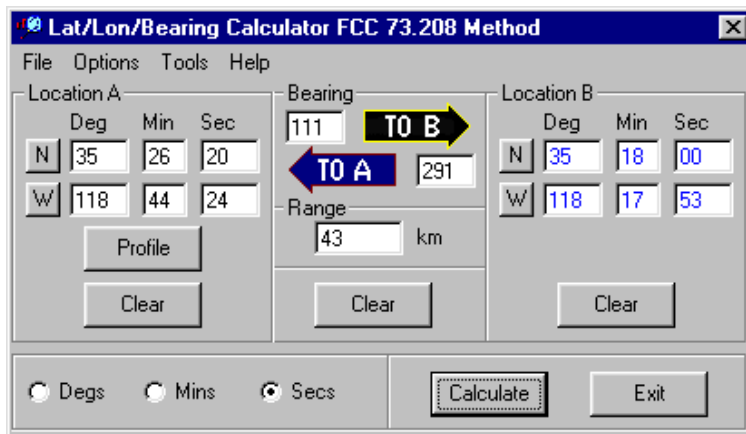 Lat/Lon/Bearing Calculator FCC 73.208 Method
File Options Tools Help
Location A
Deg Min Sec
N 35 26 20
W 118 44 24
Profile
Clear
Bearing
111 TO B
TO A 291
Range
43 km
Clear
Location B
Deg Min Sec
N 35 18 00
W 118 17 53
Clear
Degs Mins Secs
Calculate Exit